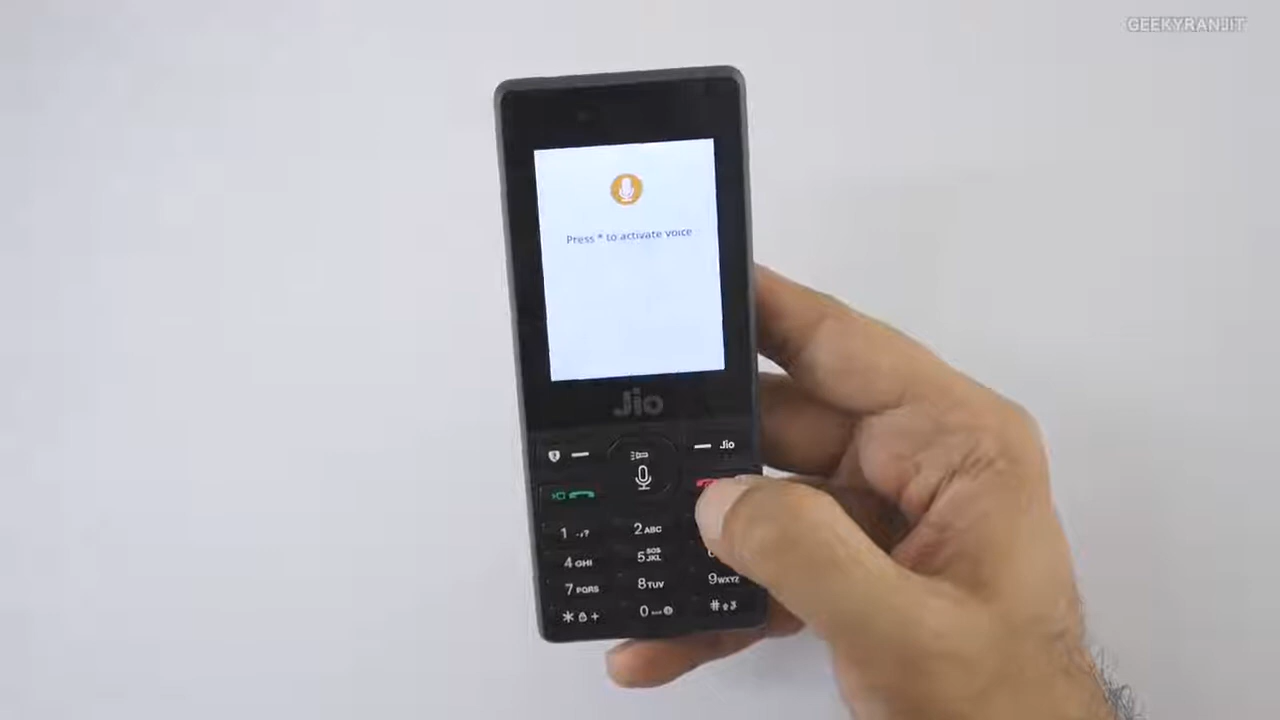 GEEKYRANJIT
Press * to activate voice
Jio
Jio
1 .,?
2 ABC
4 GHI
5 SOS JKL
7 PQRS
8 TUV
9 WXYZ
* +
0
#